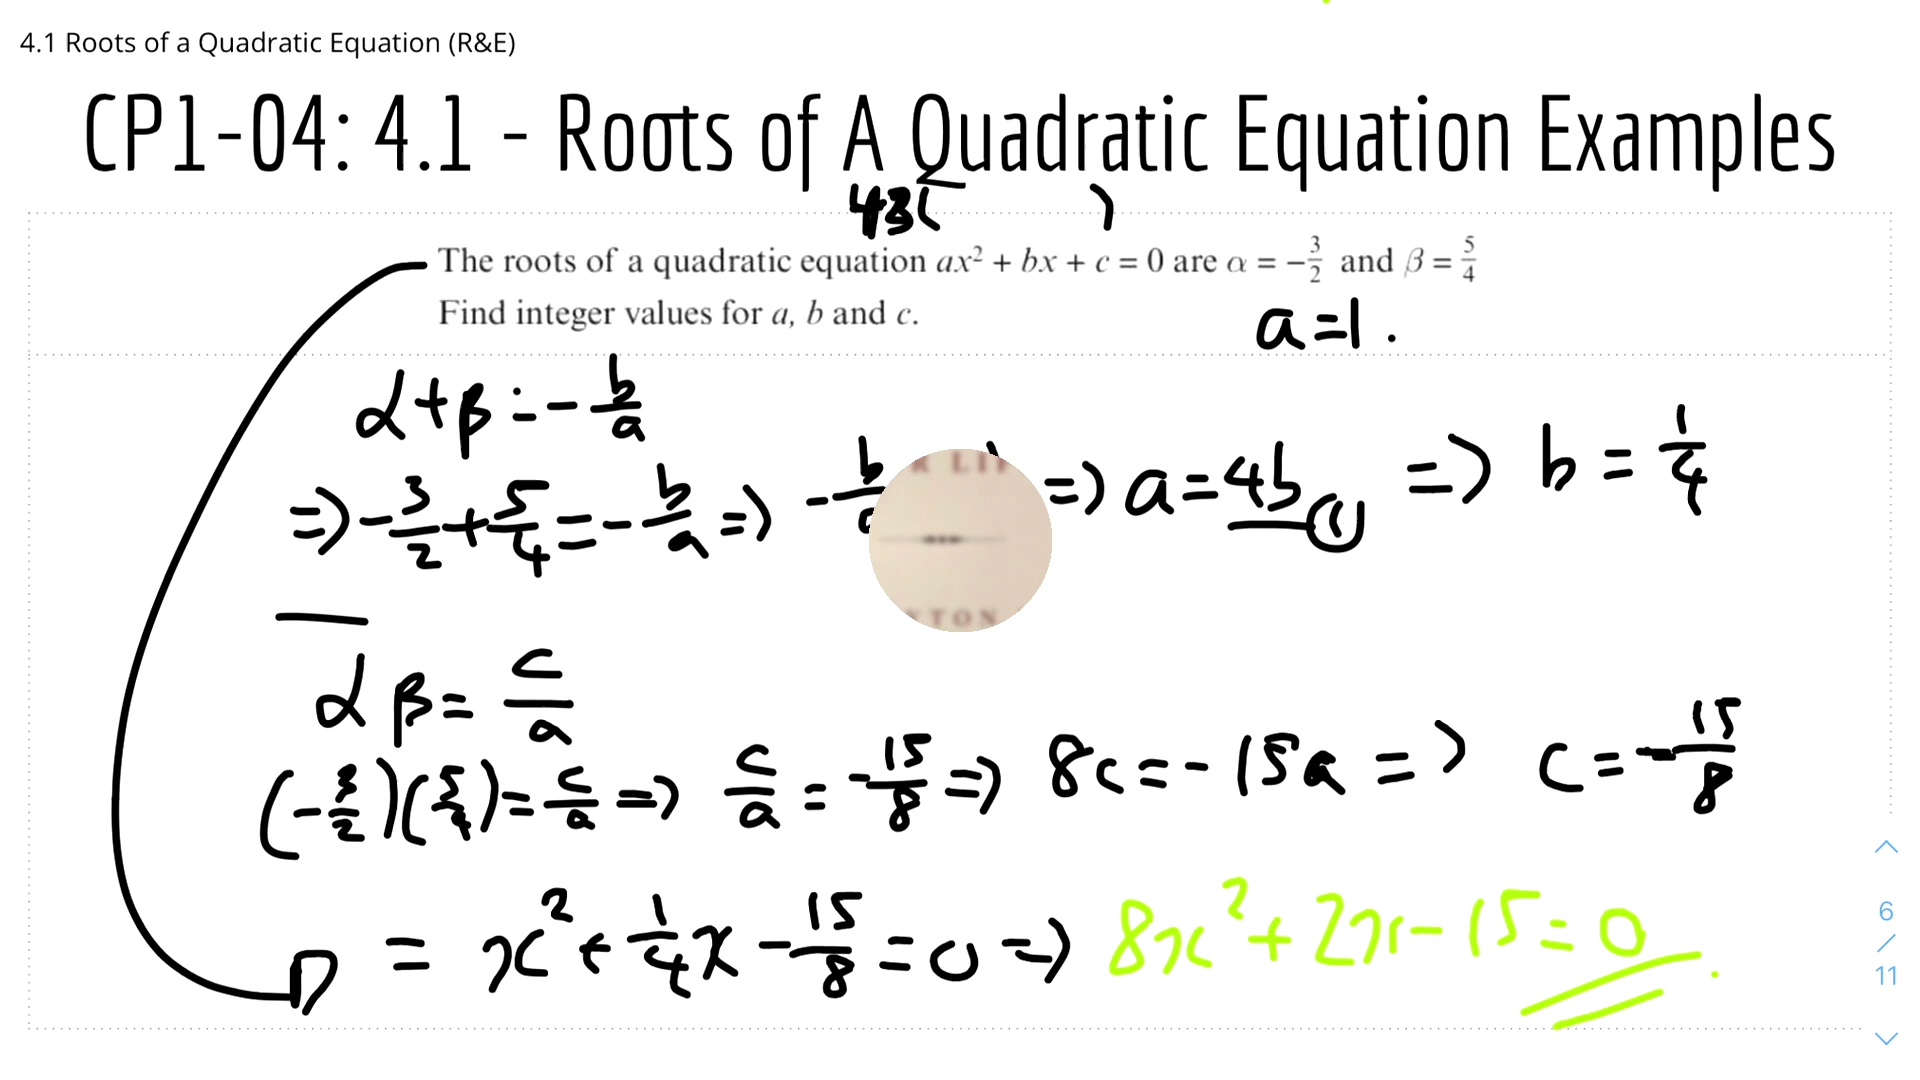 4.1 Roots of a Quadratic Equation (R&E)
CP1-04: 4.1 - Roots of A Quadratic Equation Examples
43( )
The roots of a quadratic equation ax² + bx + c = 0 are α = -3/2 and β = 5/4
Find integer values for a, b and c.
a=1.
α+β = -b/a
=> -3/2 + 5/4 = -b/a => -b/ => a = 4b ① => b = 1/4
αβ = c/a
(-3/2)(5/4) = c/a => c/a = -15/8 => 8c = -15a => c = -15/8
= x² + 1/4x - 15/8 = 0 => 8x² + 2x - 15 = 0.
6
/
11
TON